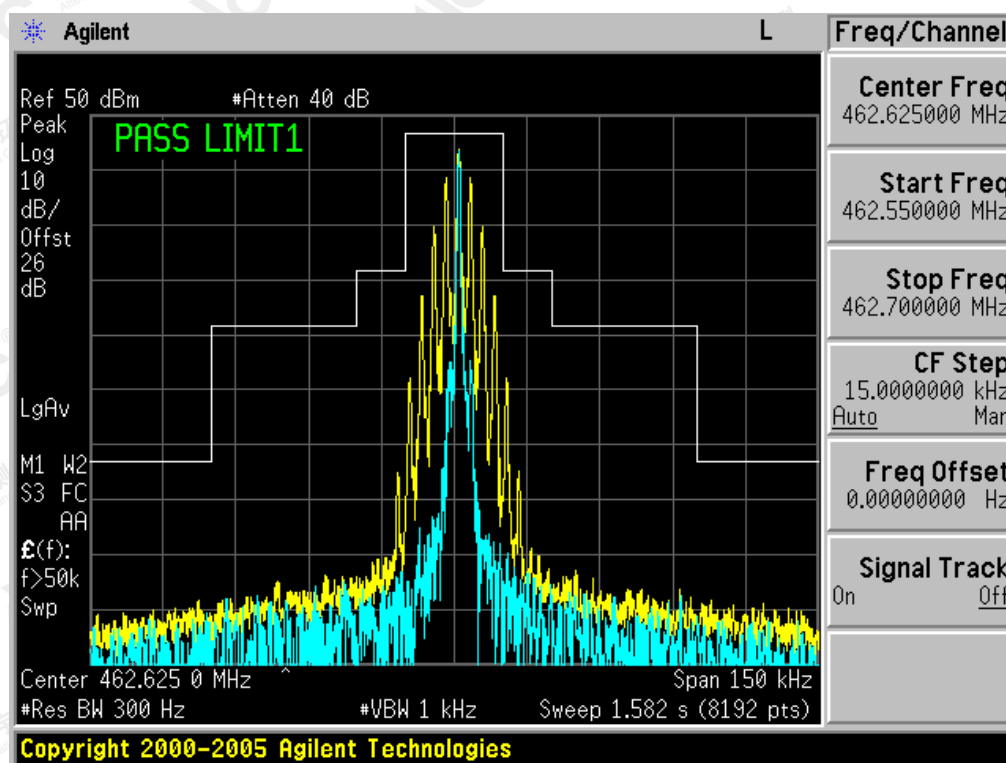 Agilent
L
Freq/Channel
Ref 50 dBm #Atten 40 dB
Peak
Log
10
dB/
Offst
26
dB
LgAv
M1 W2
S3 FC
AA
£(f):
f>50k
Swp
PASS LIMIT1
Center 462.625 0 MHz ^ Span 150 kHz
#Res BW 300 Hz #VBW 1 kHz Sweep 1.582 s (8192 pts)
Center Freq
462.625000 MHz
Start Freq
462.550000 MHz
Stop Freq
462.700000 MHz
CF Step
15.0000000 kHz
Auto Man
Freq Offset
0.00000000 Hz
Signal Track
On Off
Copyright 2000-2005 Agilent Technologies